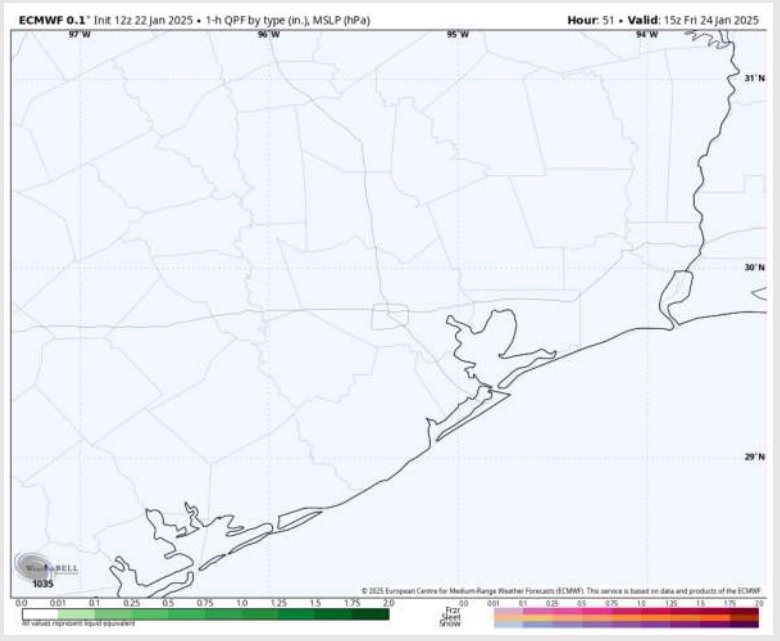 ECMWF 0.1° Init 12z 22 Jan 2025 • 1-h QPF by type (in.), MSLP (hPa) Hour: 51 • Valid: 15z Fri 24 Jan 2025
97°W 96°W 95°W 94°W
31°N
30°N
29°N
WeatherBELL
1035
© 2025 European Centre for Medium-Range Weather Forecasts (ECMWF). This service is based on data and products of the ECMWF.
0.0 0.01 0.1 0.25 0.5 0.75 1.0 1.25 1.5 1.75 2.0 0.0 0.01 0.1 0.25 0.5 0.75 1.0 1.25 1.5 1.75 2.0
Frzr
Sleet
Snow
All values represent liquid equivalent